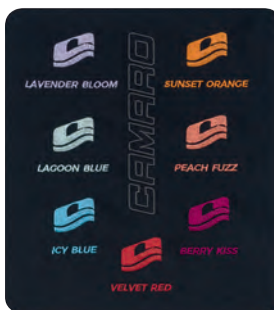 CAMARO
LAVENDER BLOOM
SUNSET ORANGE
LAGOON BLUE
PEACH FUZZ
ICY BLUE
BERRY KISS
VELVET RED